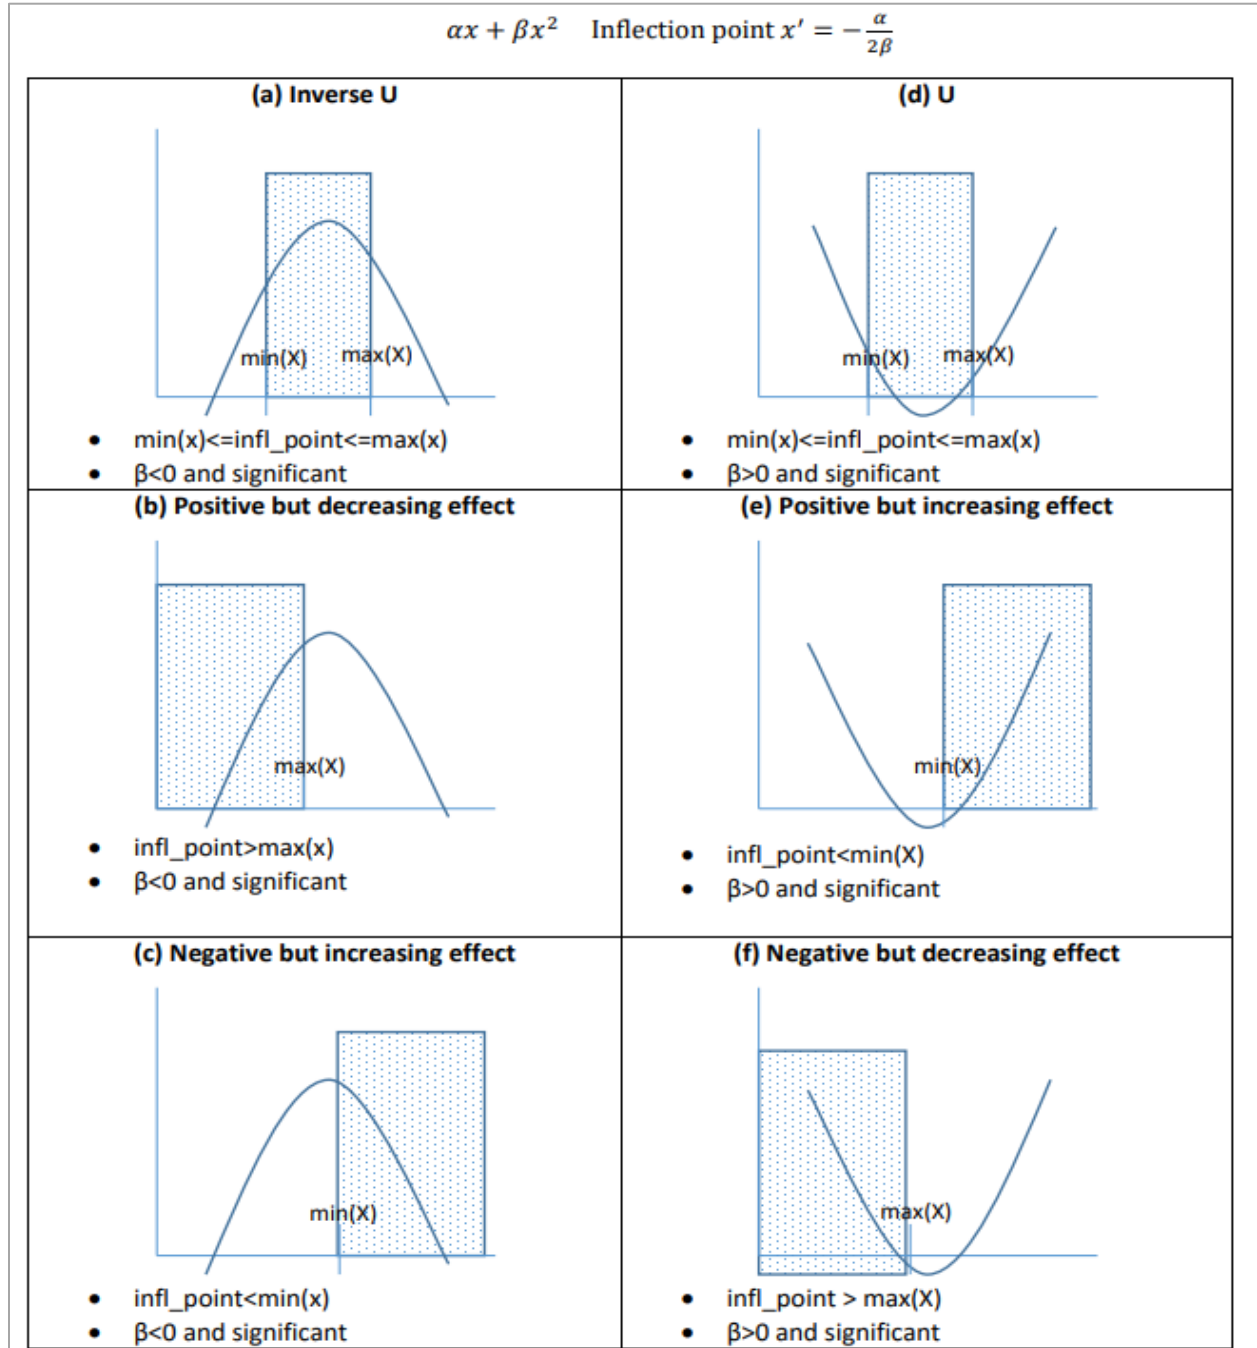 αx + βx² Inflection point x′ = −α/2β
(a) Inverse U
min(X) max(X)
• min(x)<=infl_point<=max(x)
• β<0 and significant
(d) U
min(X) max(X)
• min(x)<=infl_point<=max(x)
• β>0 and significant
(b) Positive but decreasing effect
max(X)
• infl_point>max(x)
• β<0 and significant
(e) Positive but increasing effect
min(X)
• infl_point<min(X)
• β>0 and significant
(c) Negative but increasing effect
min(X)
• infl_point<min(x)
• β<0 and significant
(f) Negative but decreasing effect
max(X)
• infl_point > max(X)
• β>0 and significant